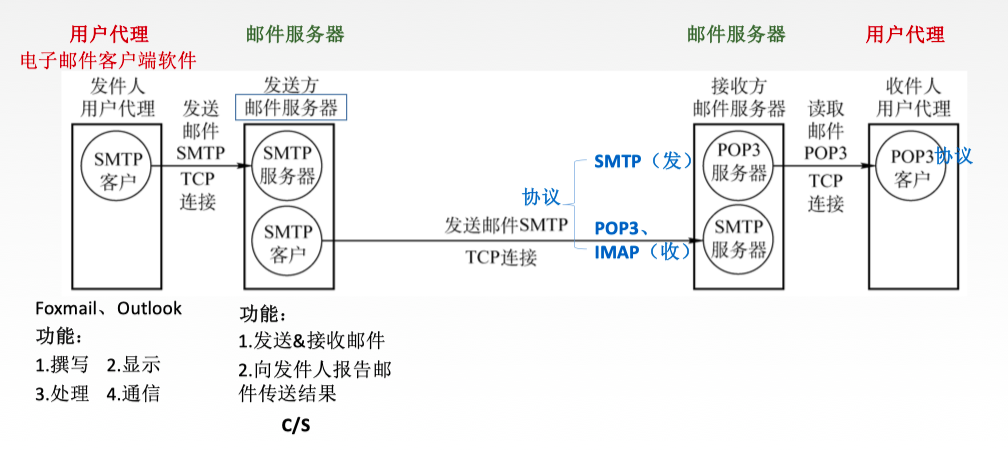 用户代理
电子邮件客户端软件
邮件服务器
邮件服务器
用户代理
发件人
用户代理
发送
邮件
SMTP
TCP
连接
发送方
邮件服务器
接收方
邮件服务器
读取
邮件
POP3
TCP
连接
收件人
用户代理
SMTP
客户
SMTP
服务器
SMTP
客户
发送邮件SMTP
TCP连接
协议
SMTP（发）
POP3、
IMAP（收）
POP3
服务器
SMTP
服务器
POP3协议
客户
Foxmail、Outlook
功能：
1.撰写 2.显示
3.处理 4.通信
功能：
1.发送&接收邮件
2.向发件人报告邮
件传送结果
C/S